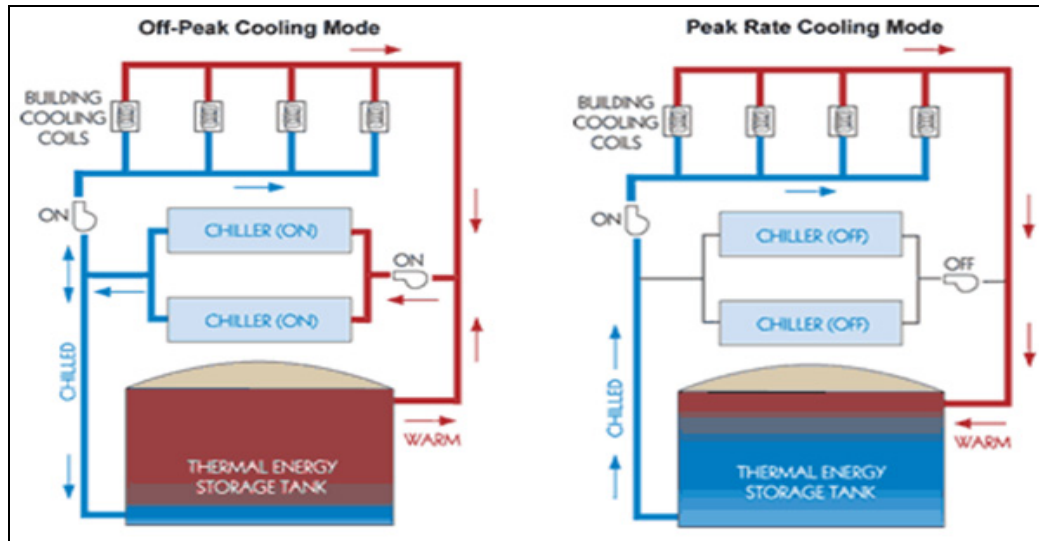 Off-Peak Cooling Mode
BUILDING
COOLING
COILS
ON
CHILLER (ON)
ON
CHILLER (ON)
CHILLED
WARM
THERMAL ENERGY
STORAGE TANK
Peak Rate Cooling Mode
BUILDING
COOLING
COILS
ON
CHILLER (OFF)
OFF
CHILLER (OFF)
CHILLED
WARM
THERMAL ENERGY
STORAGE TANK